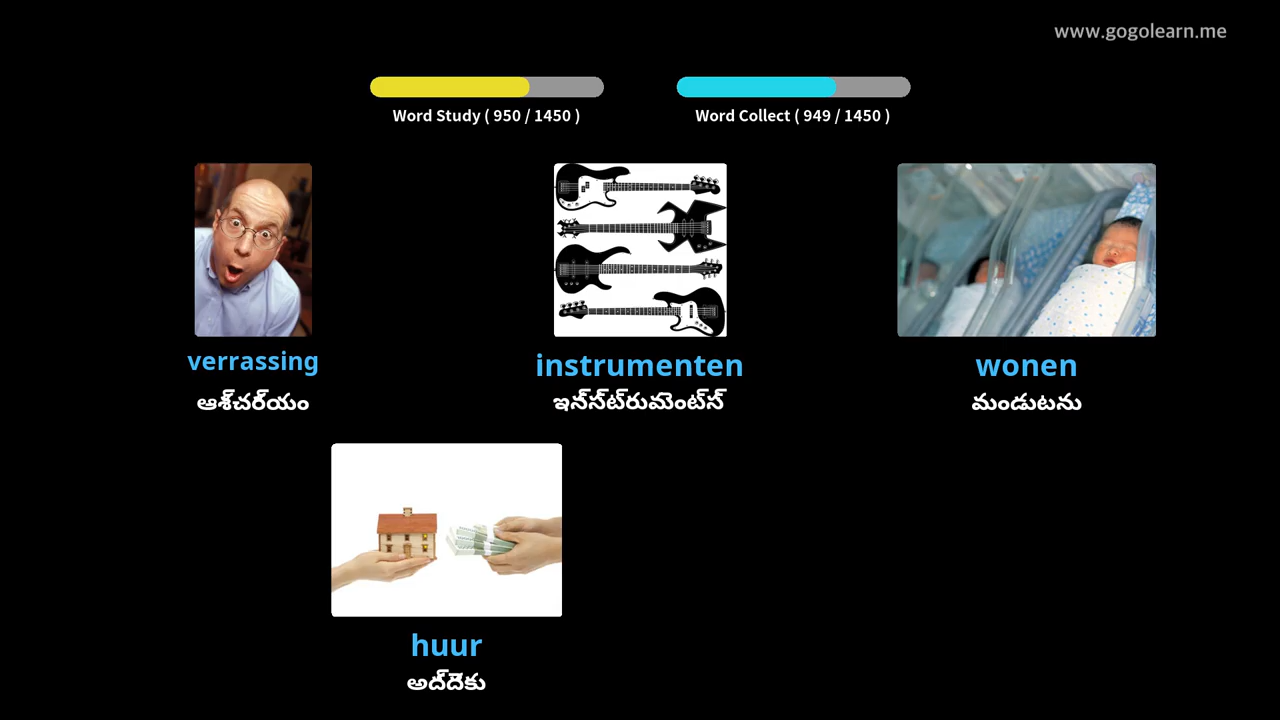 www.gogolearn.me
Word Study ( 950 / 1450 )
Word Collect ( 949 / 1450 )
verrassing
instrumenten
wonen
ఆశ్చర్యం
ఇన్స్ట్రుమెంట్స్
మండుటను
huur
అద్దెకు